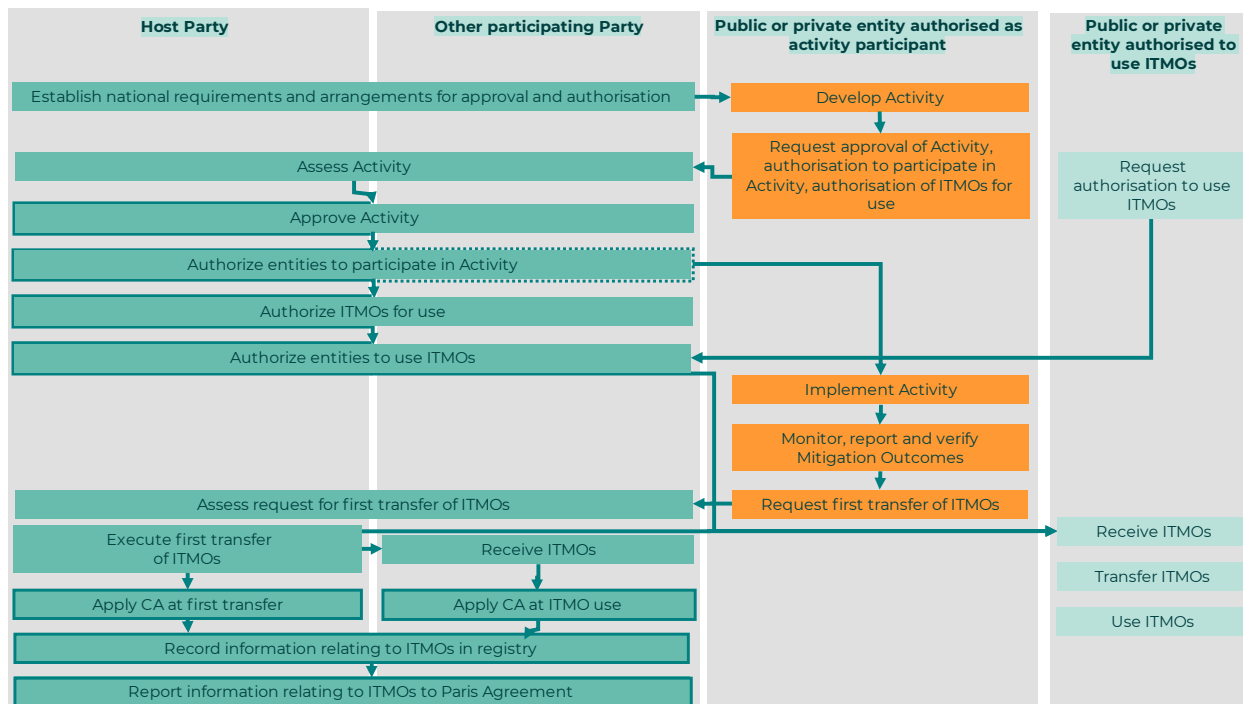 Host Party
Other participating Party
Public or private entity authorised as
activity participant
Public or private
entity authorised to
use ITMOs
Establish national requirements and arrangements for approval and authorisation
Develop Activity
Request approval of Activity,
authorisation to participate in
Activity, authorisation of ITMOs for
use
Assess Activity
Request
authorisation to use
ITMOs
Approve Activity
Authorize entities to participate in Activity
Authorize ITMOs for use
Authorize entities to use ITMOs
Implement Activity
Monitor, report and verify
Mitigation Outcomes
Assess request for first transfer of ITMOs
Request first transfer of ITMOs
Execute first transfer
of ITMOs
Receive ITMOs
Receive ITMOs
Transfer ITMOs
Apply CA at first transfer
Apply CA at ITMO use
Use ITMOs
Record information relating to ITMOs in registry
Report information relating to ITMOs to Paris Agreement